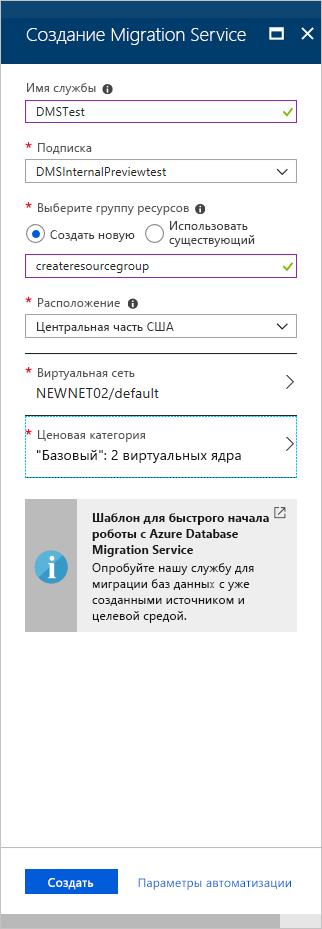 Создание Migration Service
Имя службы
DMSTest
* Подписка
DMSInternalPreviewtest
* Выберите группу ресурсов
Создать новую
Использовать
существующий
createresourcegroup
* Расположение
Центральная часть США
* Виртуальная сеть
NEWNET02/default
* Ценовая категория
"Базовый": 2 виртуальных ядра
Шаблон для быстрого начала
роботы с Azure Database
Migration Service
Опробуйте нашу службу для
миграции баз данных с уже
созданными источником и
целевой средой.
Создать
Параметры автоматизации